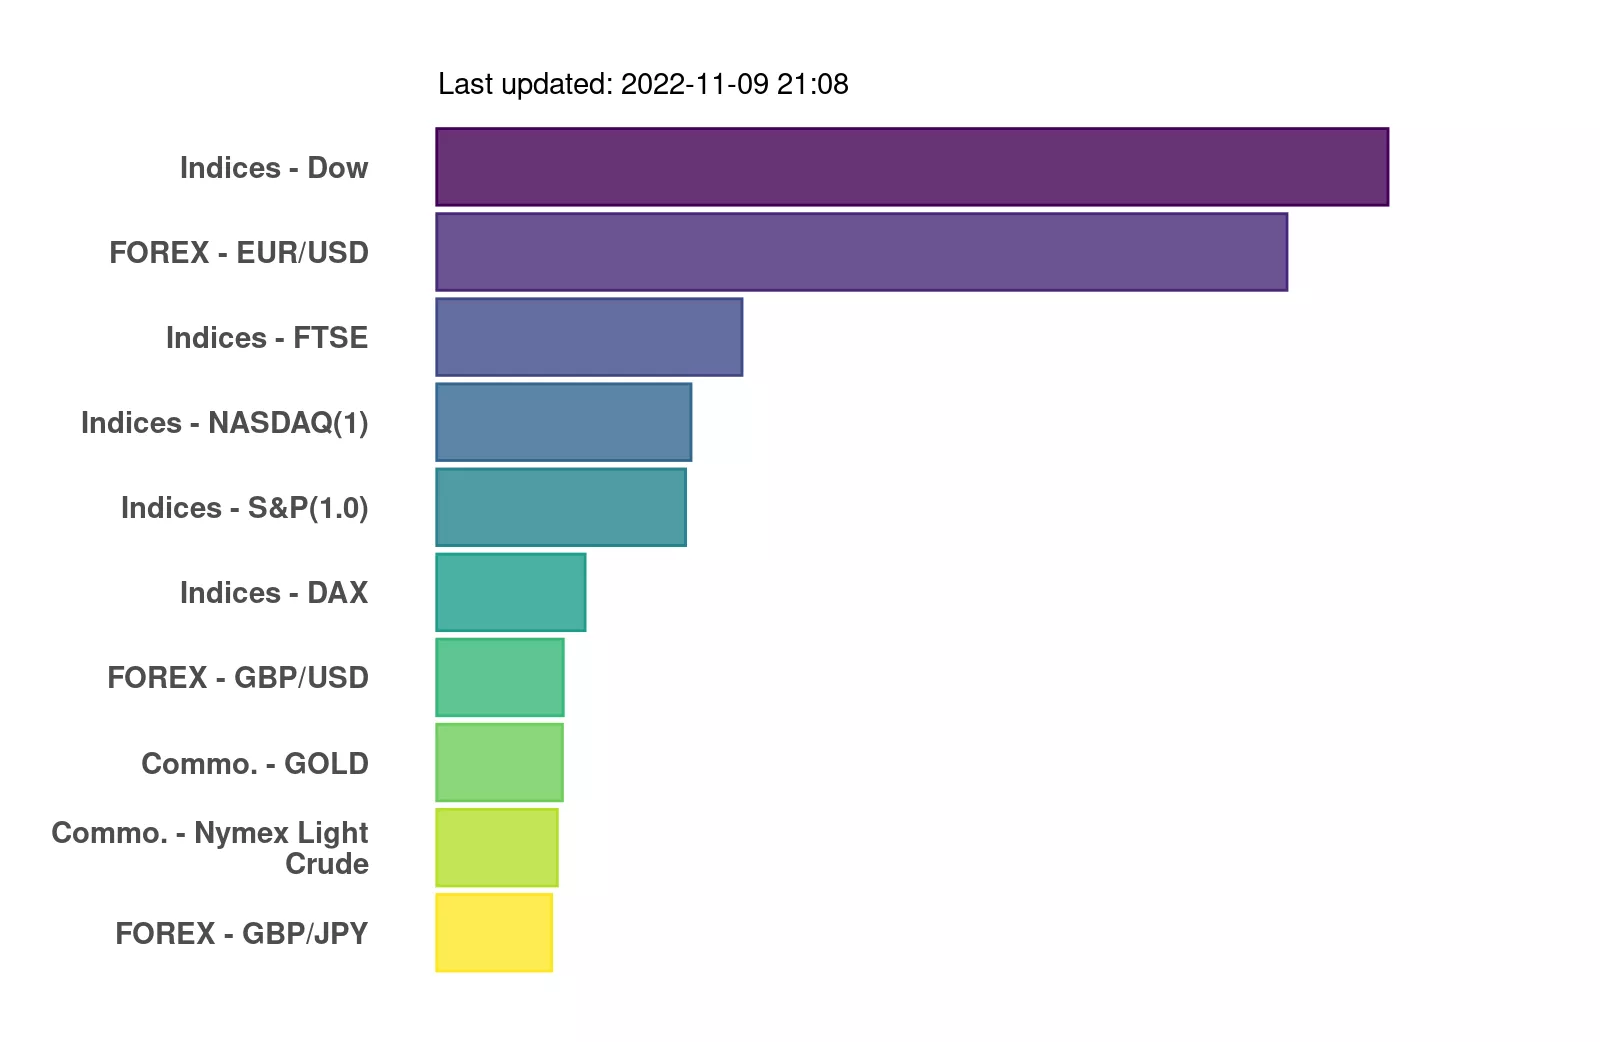 Last updated: 2022-11-09 21:08
Indices - Dow
FOREX - EUR/USD
Indices - FTSE
Indices - NASDAQ(1)
Indices - S&P(1.0)
Indices - DAX
FOREX - GBP/USD
Commo. - GOLD
Commo. - Nymex Light
Crude
FOREX - GBP/JPY